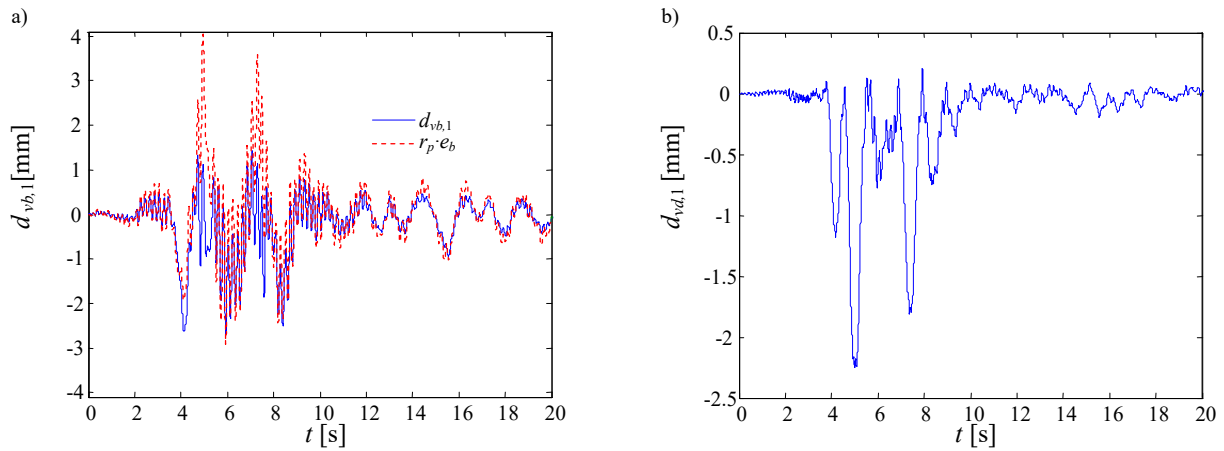 a)
4
3
2
1
0
-1
-2
-3
-4
d_{vb,1} [mm]
d_{vb,1}
r_p·e_b
0 2 4 6 8 10 12 14 16 18 20
t [s]
b)
0.5
0
-0.5
-1
-1.5
-2
-2.5
d_{vd,1} [mm]
0 2 4 6 8 10 12 14 16 18 20
t [s]